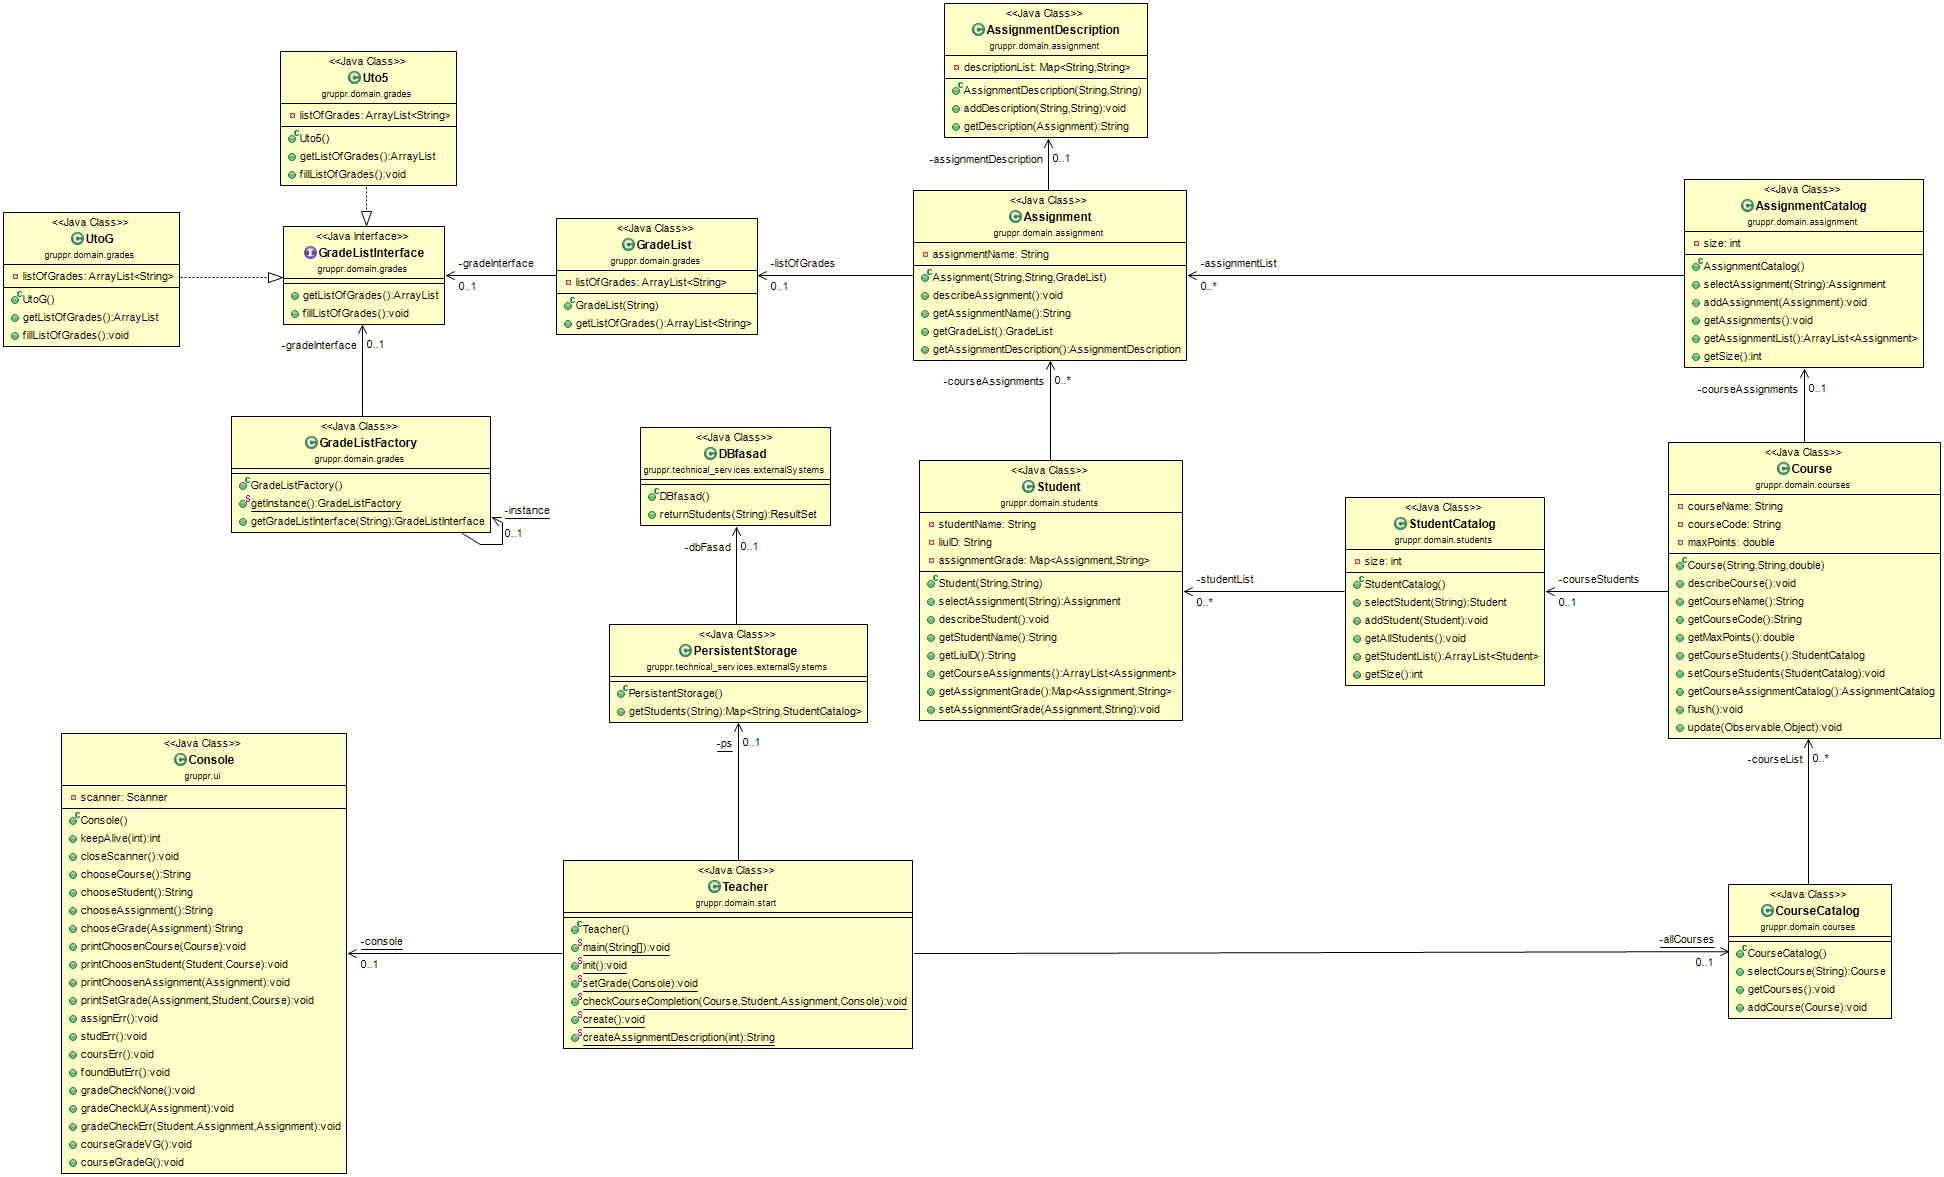 <<Java Class>>
AssignmentDescription
gruppr.domain.assignment
descriptionList: Map<String,String>
AssignmentDescription(String,String)
addDescription(String,String):void
getDescription(Assignment):String
<<Java Class>>
Uto5
gruppr.domain.grades
listOfGrades: ArrayList<String>
Uto5()
getListOfGrades():ArrayList
fillListOfGrades():void
-assignmentDescription
0..1
<<Java Class>>
UtoG
gruppr.domain.grades
listOfGrades: ArrayList<String>
UtoG()
getListOfGrades():ArrayList
fillListOfGrades():void
<<Java Interface>>
GradeListInterface
gruppr.domain.grades
getListOfGrades():ArrayList
fillListOfGrades():void
-gradeInterface
0..1
<<Java Class>>
GradeList
gruppr.domain.grades
listOfGrades: ArrayList<String>
GradeList(String)
getListOfGrades():ArrayList<String>
-listOfGrades
0..1
<<Java Class>>
Assignment
gruppr.domain.assignment
assignmentName: String
Assignment(String,String,GradeList)
describeAssignment():void
getAssignmentName():String
getGradeList():GradeList
getAssignmentDescription():AssignmentDescription
-assignmentList
0..*
<<Java Class>>
AssignmentCatalog
gruppr.domain.assignment
size: int
AssignmentCatalog()
selectAssignment(String):Assignment
addAssignment(Assignment):void
getAssignments():void
getAssignmentList():ArrayList<Assignment>
getSize():int
-gradeInterface
0..1
-courseAssignments
0..*
-courseAssignments
0..1
<<Java Class>>
GradeListFactory
gruppr.domain.grades
GradeListFactory()
getInstance():GradeListFactory
getGradeListInterface(String):GradeListInterface
-instance
0..1
<<Java Class>>
DBfasad
gruppr.technical_services.externalSystems
DBfasad()
returnStudents(String):ResultSet
-dbFasad
0..1
<<Java Class>>
Student
gruppr.domain.students
studentName: String
liuID: String
assignmentGrade: Map<Assignment,String>
Student(String,String)
selectAssignment(String):Assignment
describeStudent():void
getStudentName():String
getLiuID():String
getCourseAssignments():ArrayList<Assignment>
getAssignmentGrade():Map<Assignment,String>
setAssignmentGrade(Assignment,String):void
-studentList
0..*
<<Java Class>>
StudentCatalog
gruppr.domain.students
size: int
StudentCatalog()
selectStudent(String):Student
addStudent(Student):void
getAllStudents():void
getStudentList():ArrayList<Student>
getSize():int
-courseStudents
0..1
<<Java Class>>
Course
gruppr.domain.courses
courseName: String
courseCode: String
maxPoints: double
Course(String,String,double)
describeCourse():void
getCourseName():String
getCourseCode():String
getMaxPoints():double
getCourseStudents():StudentCatalog
setCourseStudents(StudentCatalog):void
getCourseAssignmentCatalog():AssignmentCatalog
flush():void
update(Observable,Object):void
<<Java Class>>
PersistentStorage
gruppr.technical_services.externalSystems
PersistentStorage()
getStudents(String):Map<String,StudentCatalog>
-ps
0..1
-courseList
0..*
<<Java Class>>
Console
gruppr.ui
scanner: Scanner
Console()
keepAlive(int):int
closeScanner():void
chooseCourse():String
chooseStudent():String
chooseAssignment():String
chooseGrade(Assignment):String
printChoosenCourse(Course):void
printChoosenStudent(Student,Course):void
printChoosenAssignment(Assignment):void
printSetGrade(Assignment,Student,Course):void
assignErr():void
studErr():void
coursErr():void
foundButErr():void
gradeCheckNone():void
gradeCheckU(Assignment):void
gradeCheckErr(Student,Assignment,Assignment):void
courseGradeVG():void
courseGradeG():void
-console
0..1
<<Java Class>>
Teacher
gruppr.domain.start
Teacher()
main(String[]):void
init():void
setGrade(Console):void
checkCourseCompletion(Course,Student,Assignment,Console):void
create():void
createAssignmentDescription(int):String
-allCourses
0..1
<<Java Class>>
CourseCatalog
gruppr.domain.courses
CourseCatalog()
selectCourse(String):Course
getCourses():void
addCourse(Course):void